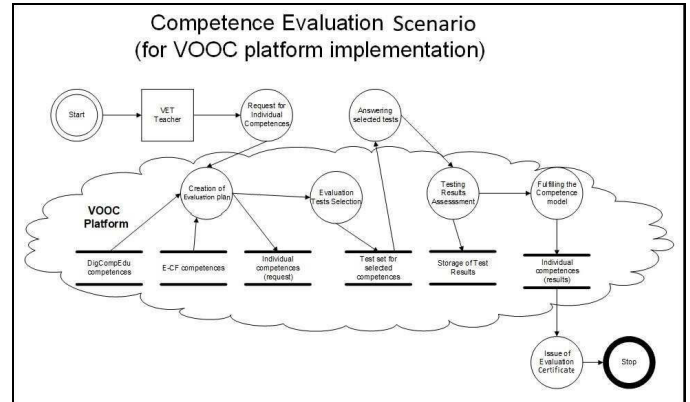 Competence Evaluation Scenario
(for VOOC platform implementation)
Start
VET
Teacher
Request for
Individual
Competences
Answering
selected tests
VOOC
Platform
Creation of
Evaluation plan
Evaluation
Tests Selection
Testing
Results
Assesssment
Fulfilling the
Competence
model
DigCompEdu
competences
E-CF competences
Individual
competences
(request)
Test set for
selected
competences
Storage of Test
Results
Individual
competences
(results)
Issue of
Evaluation
Certificate
Stop